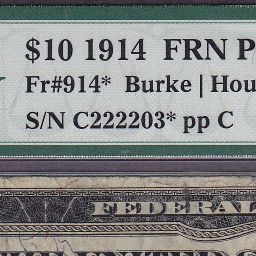 $10 1914 FRN P
Fr#914* Burke | Hou
S/N C222203* pp C
FEDERAL